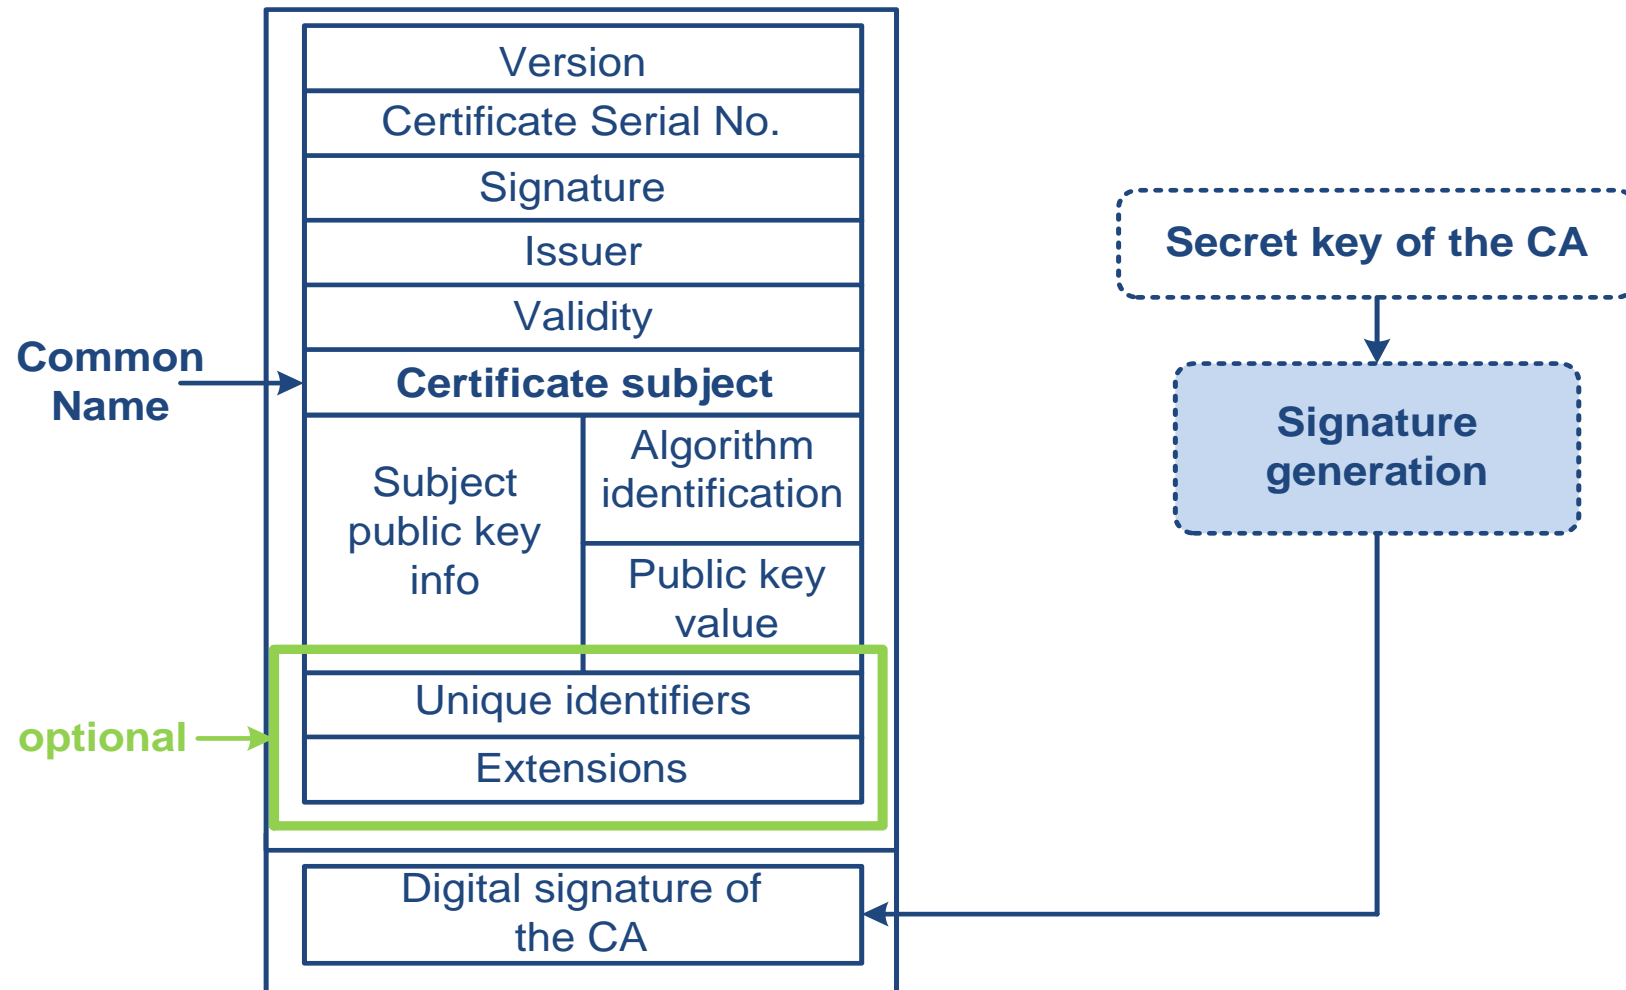 Version
Certificate Serial No.
Signature
Issuer
Validity
Common
Name
Certificate subject
Subject
public key
info
Algorithm
identification
Public key
value
optional
Unique identifiers
Extensions
Digital signature of
the CA
Secret key of the CA
Signature
generation